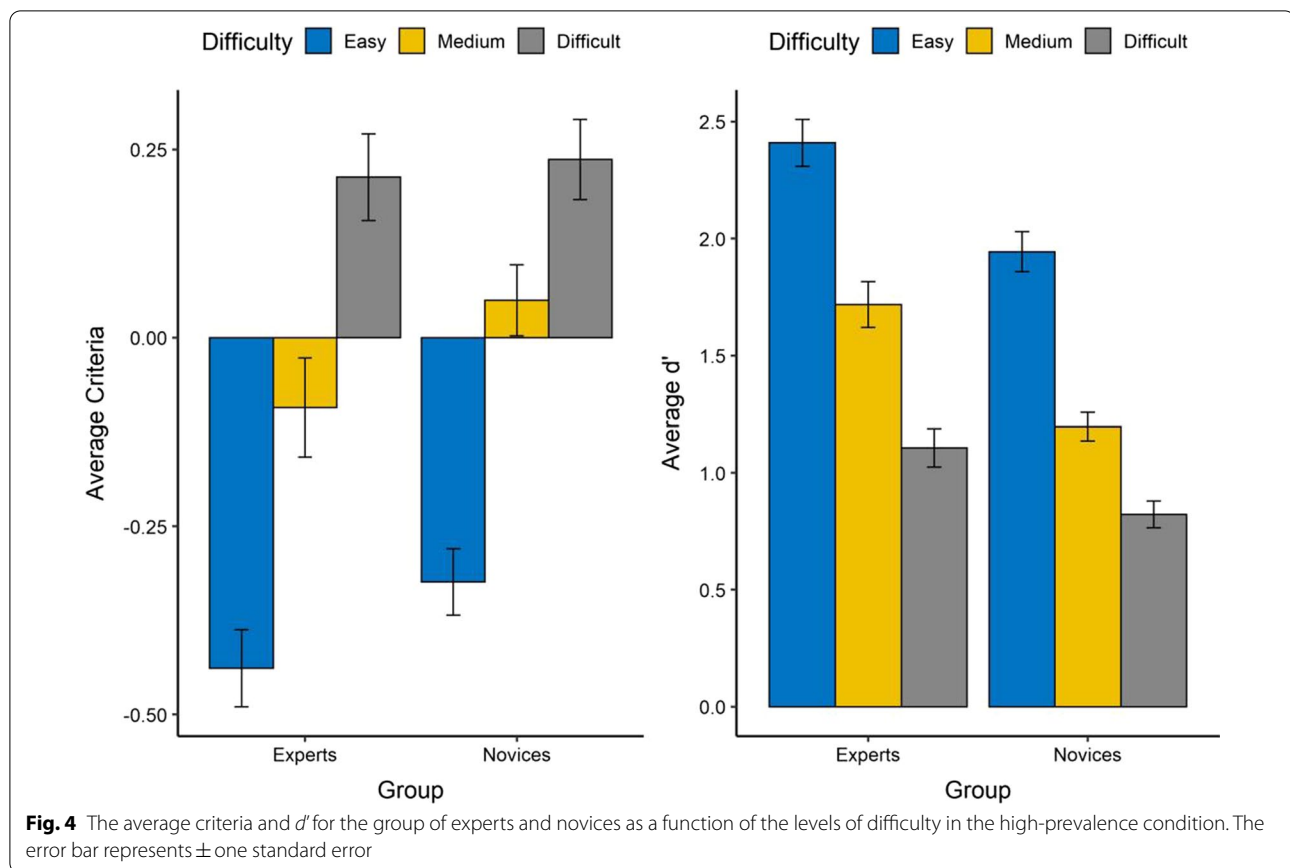 Difficulty Easy Medium Difficult
0.25
0.00
-0.25
-0.50
Average Criteria
Experts Novices
Group
Difficulty Easy Medium Difficult
2.5
2.0
1.5
1.0
0.5
0.0
Average d'
Experts Novices
Group
Fig. 4 The average criteria and d′ for the group of experts and novices as a function of the levels of difficulty in the high-prevalence condition. The
error bar represents ± one standard error